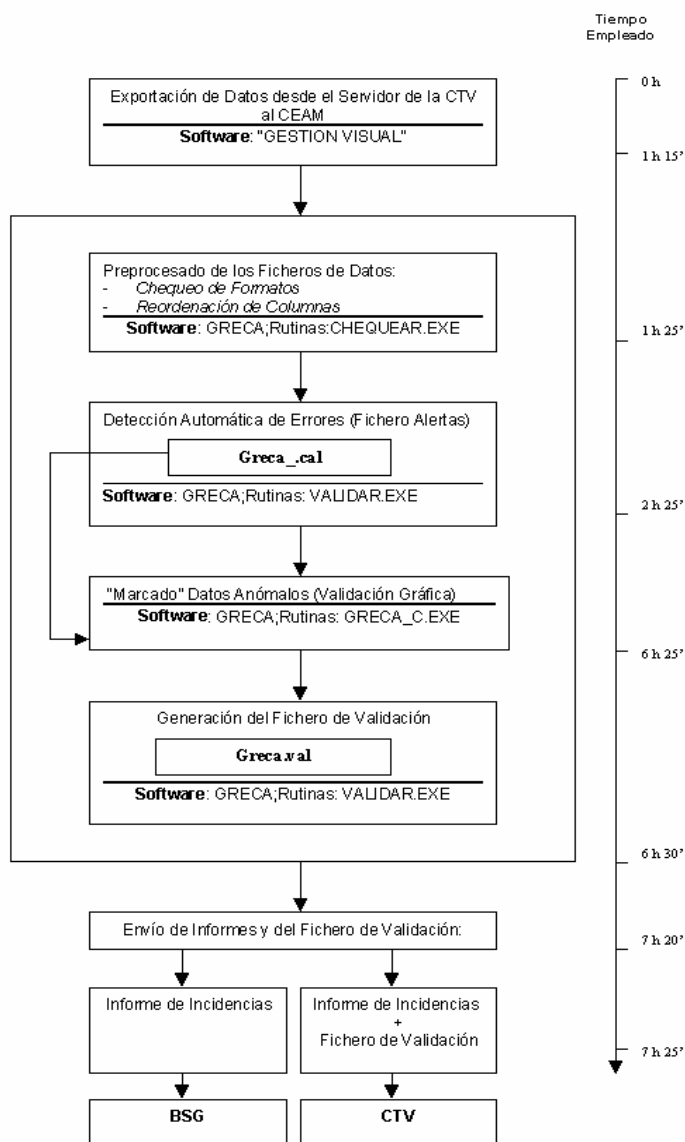 Tiempo
Empleado
0 h
Exportación de Datos desde el Servidor de la CTV
al CEAM
Software: "GESTION VISUAL"
1 h 15'
Preprocesado de los Ficheros de Datos:
- Chequeo de Formatos
- Reordenación de Columnas
Software: GRECA;Rutinas:CHEQUEAR.EXE
1 h 25'
Detección Automática de Errores (Fichero Alertas)
Greca_.cal
Software: GRECA;Rutinas: VALIDAR.EXE
2 h 25'
"Marcado" Datos Anómalos (Validación Gráfica)
Software: GRECA;Rutinas: GRECA_C.EXE
6 h 25'
Generación del Fichero de Validación
Greca.val
Software: GRECA;Rutinas: VALIDAR.EXE
6 h 30'
Envío de Informes y del Fichero de Validación:
7 h 20'
Informe de Incidencias
Informe de Incidencias
+
Fichero de Validación
7 h 25'
BSG
CTV